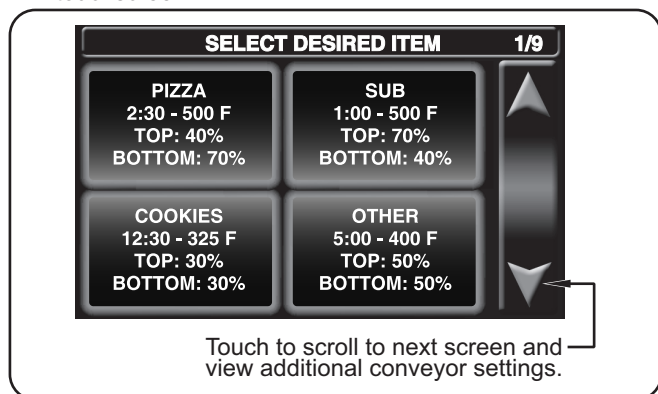 SELECT DESIRED ITEM 1/9
PIZZA
2:30 - 500 F
TOP: 40%
BOTTOM: 70%
SUB
1:00 - 500 F
TOP: 70%
BOTTOM: 40%
COOKIES
12:30 - 325 F
TOP: 30%
BOTTOM: 30%
OTHER
5:00 - 400 F
TOP: 50%
BOTTOM: 50%
Touch to scroll to next screen and
view additional conveyor settings.